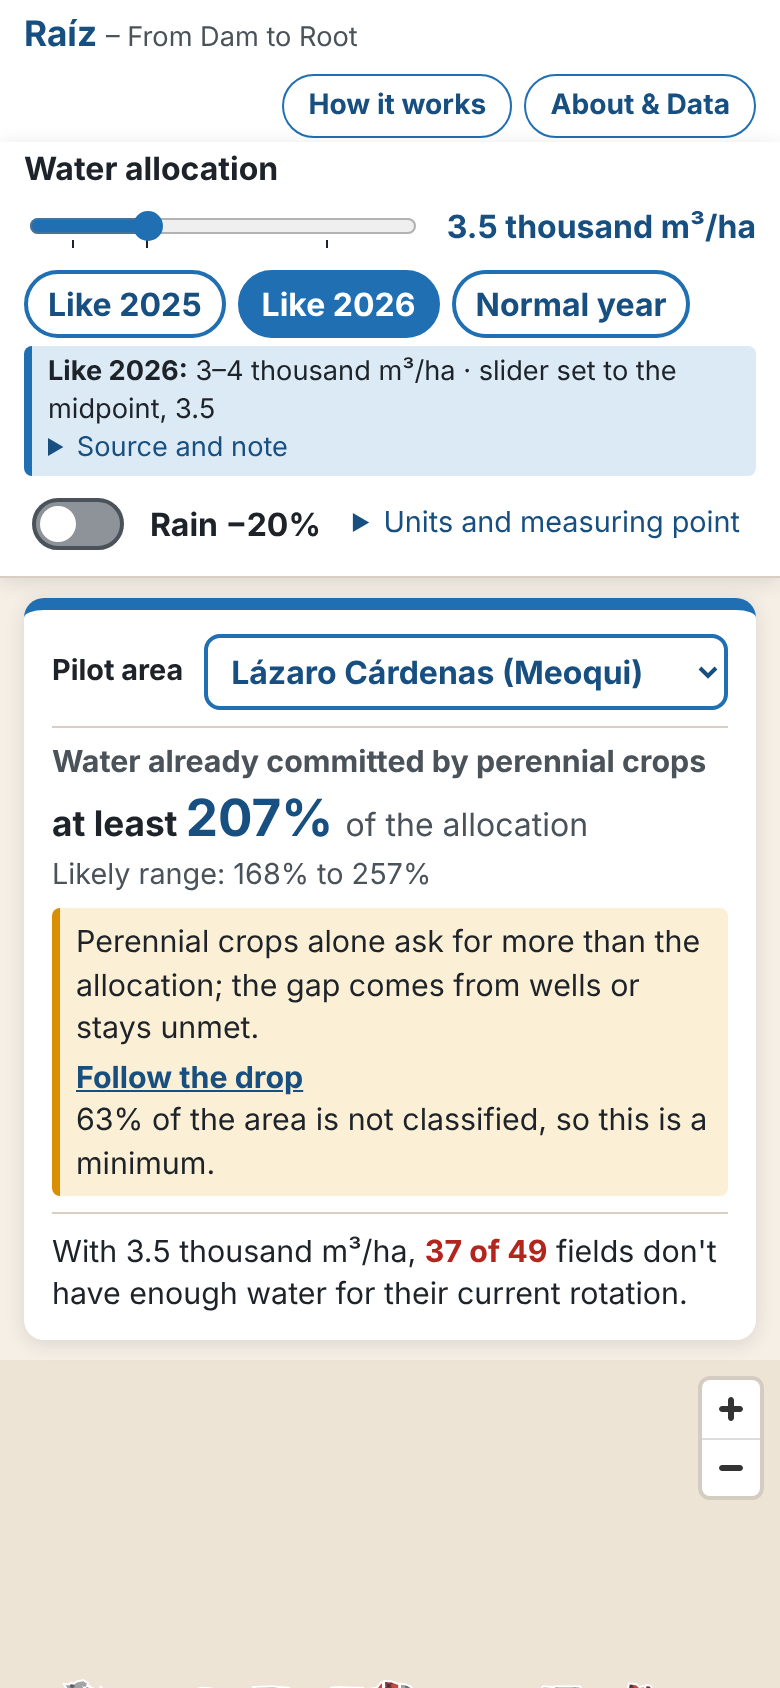 Raíz – From Dam to Root
How it works
About & Data
Water allocation
3.5 thousand m³/ha
Like 2025
Like 2026
Normal year
Like 2026: 3–4 thousand m³/ha · slider set to the
midpoint, 3.5
Source and note
Rain −20%
Units and measuring point
Pilot area
Lázaro Cárdenas (Meoqui)
Water already committed by perennial crops
at least 207% of the allocation
Likely range: 168% to 257%
Perennial crops alone ask for more than the
allocation; the gap comes from wells or
stays unmet.
Follow the drop
63% of the area is not classified, so this is a
minimum.
With 3.5 thousand m³/ha, 37 of 49 fields don't
have enough water for their current rotation.
+
−